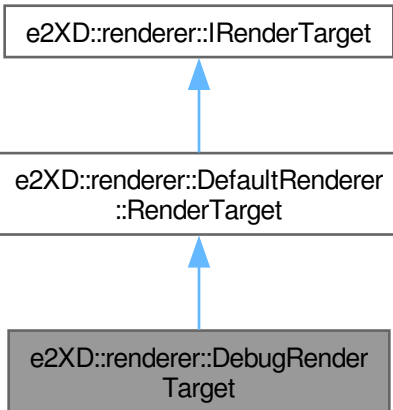 e2XD::renderer::IRenderTarget
e2XD::renderer::DefaultRenderer
::RenderTarget
e2XD::renderer::DebugRender
Target